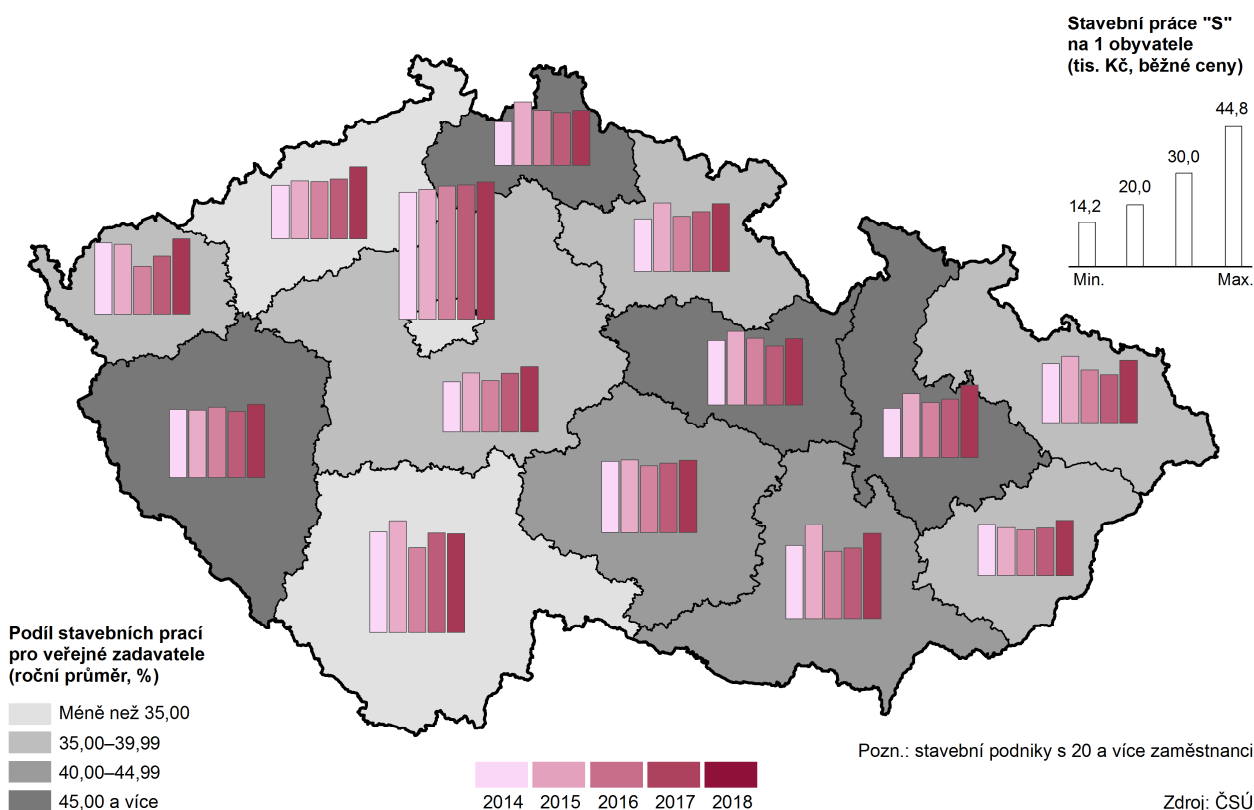 Stavební práce "S"
na 1 obyvatele
(tis. Kč, běžné ceny)
44,8
30,0
20,0
14,2
Min.
Max.
Podíl stavebních prací
pro veřejné zadavatele
(roční průměr, %)
Méně než 35,00
35,00–39,99
40,00–44,99
45,00 a více
2014
2015
2016
2017
2018
Pozn.: stavební podniky s 20 a více zaměstnanci
Zdroj: ČSÚ